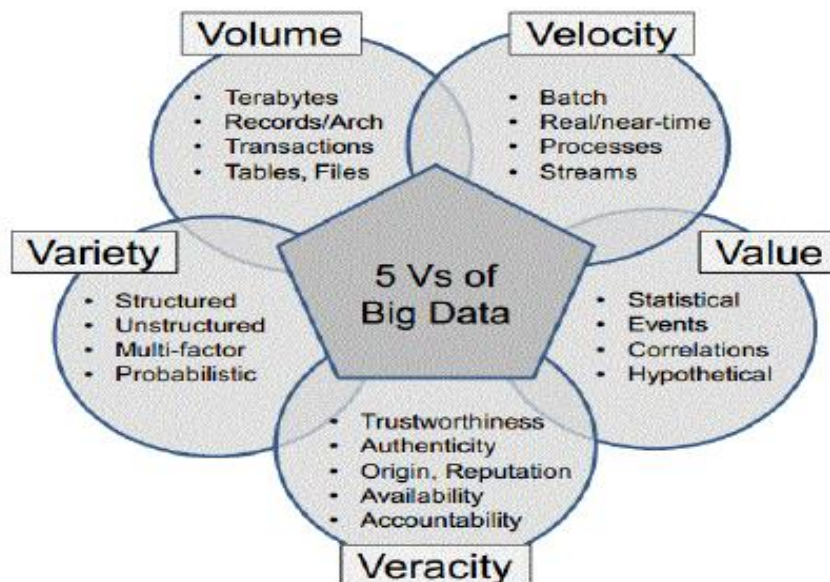 Volume
• Terabytes
• Records/Arch
• Transactions
• Tables, Files
Velocity
• Batch
• Real/near-time
• Processes
• Streams
Variety
• Structured
• Unstructured
• Multi-factor
• Probabilistic
5 Vs of
Big Data
Value
• Statistical
• Events
• Correlations
• Hypothetical
• Trustworthiness
• Authenticity
• Origin, Reputation
• Availability
• Accountability
Veracity